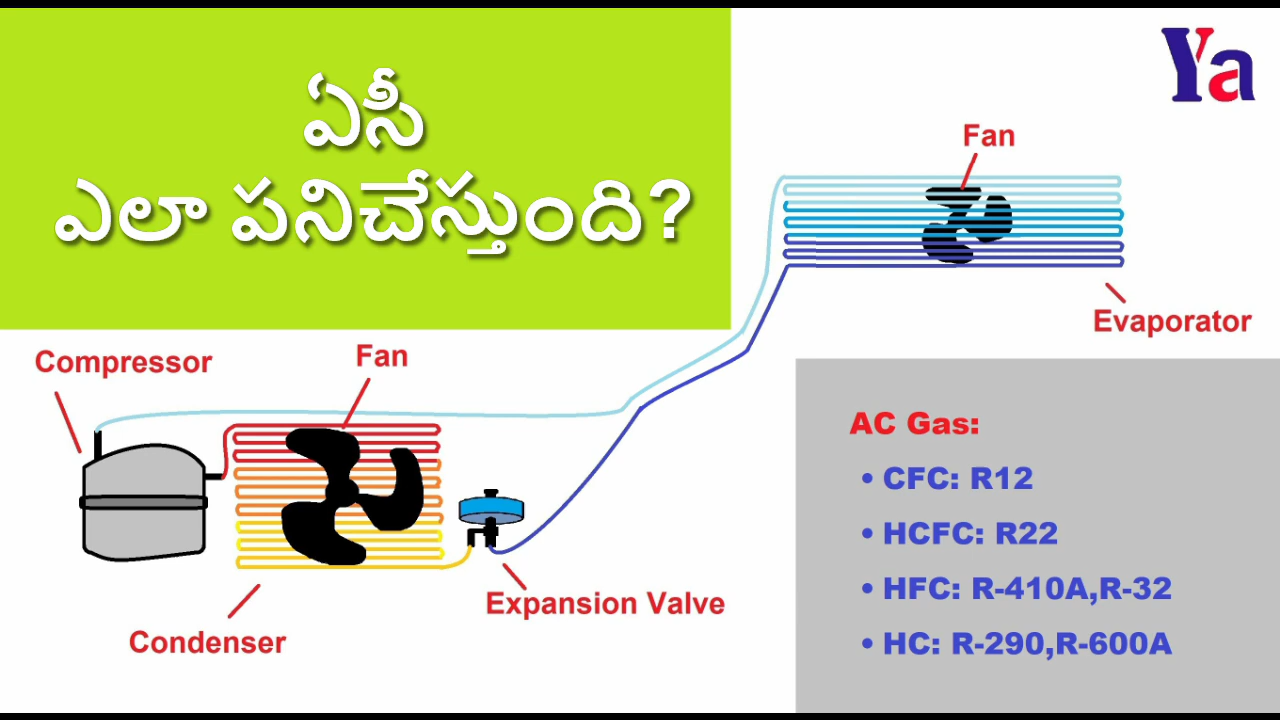 ఏసీ
ఎలా పనిచేస్తుంది?
Ya
Fan
Evaporator
Compressor
Fan
Expansion Valve
Condenser
AC Gas:
• CFC: R12
• HCFC: R22
• HFC: R-410A,R-32
• HC: R-290,R-600A